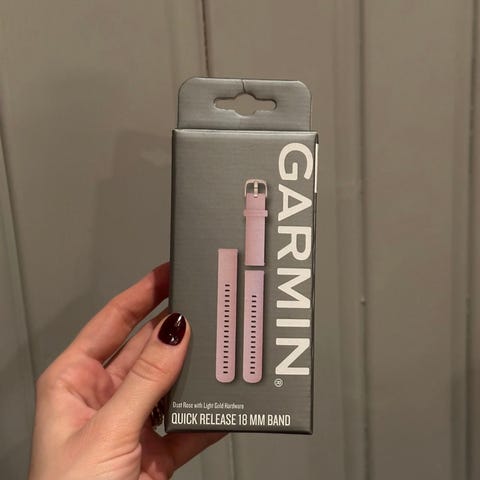 GARMIN®
Dust Rose with Light Gold Hardware
QUICK RELEASE 18 MM BAND